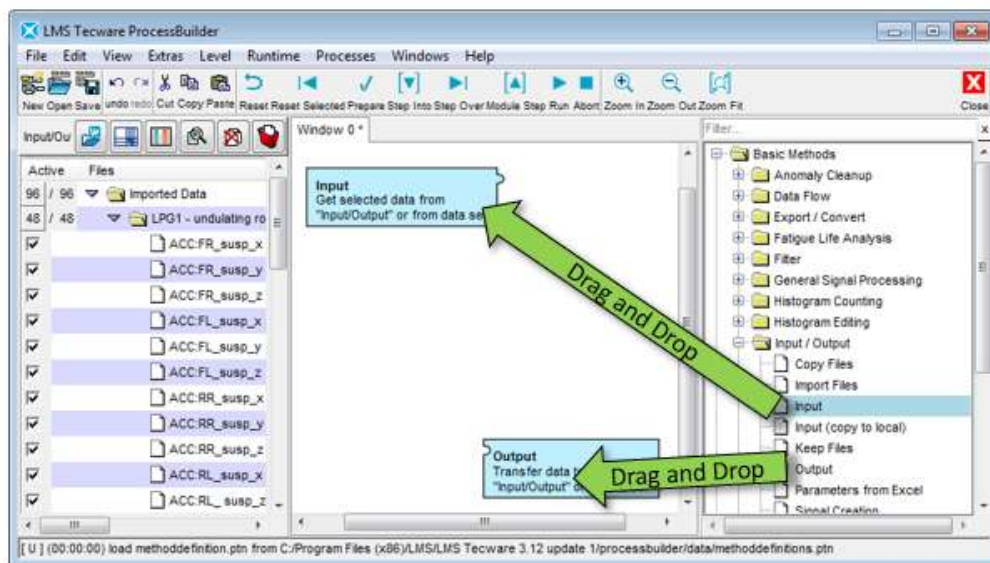 LMS Tecware ProcessBuilder
File Edit View Extras Level Runtime Processes Windows Help
New Open Save undo redo Cut Copy Paste Reset Reset Selected Prepare Step Into Step Over Module Step Run Abort Zoom In Zoom Out Zoom Fit Close
Input/Ou
Window 0 *
Filter...
Active Files
96 / 96 Imported Data
48 / 48 LPG1 - undulating ro
ACC:FR_susp_x
ACC:FR_susp_y
ACC:FR_susp_z
ACC:FL_susp_x
ACC:FL_susp_y
ACC:FL_susp_z
ACC:RR_susp_x
ACC:RR_susp_y
ACC:RR_susp_z
ACC:RL_susp_x
ACC:RL_susp_z
Input
Get selected data from
"Input/Output" or from data se
Drag and Drop
Output
Transfer data t
"Input/Output" o
Drag and Drop
Basic Methods
Anomaly Cleanup
Data Flow
Export / Convert
Fatigue Life Analysis
Filter
General Signal Processing
Histogram Counting
Histogram Editing
Input / Output
Copy Files
Import Files
Input
Input (copy to local)
Keep Files
Output
Parameters from Excel
Signal Creation
[ U ] (00:00:00) load methoddefinition.ptn from C:/Program Files (x86)/LMS/LMS Tecware 3.12 update 1/processbuilder/data/methoddefinitions.ptn